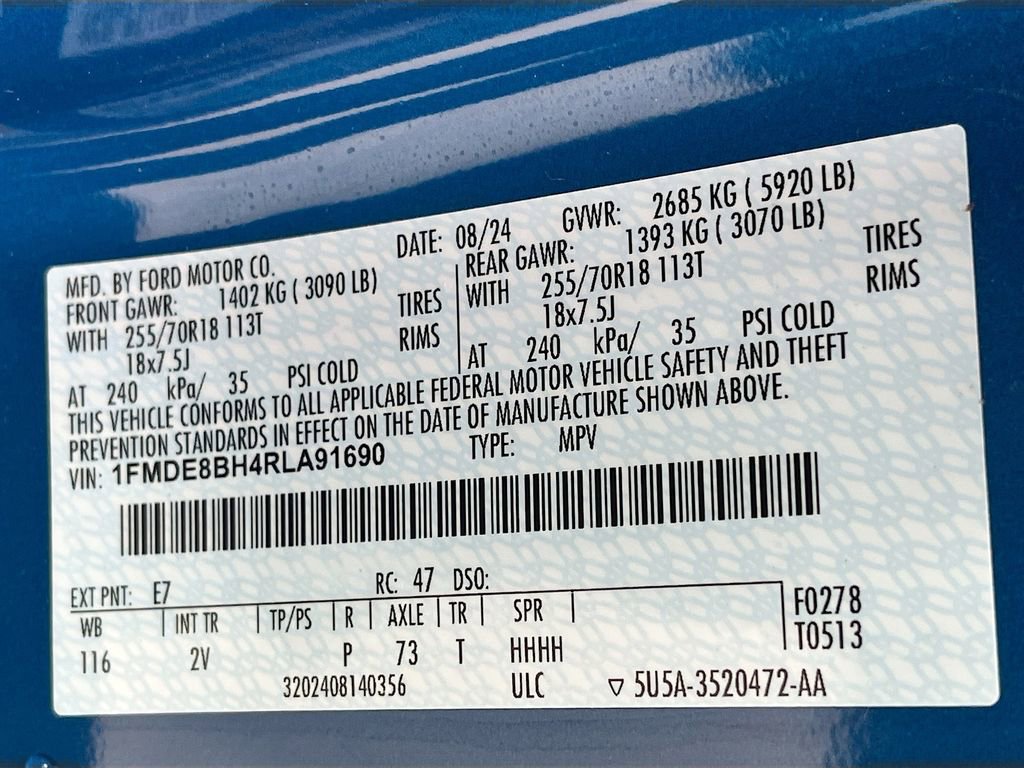 MFD. BY FORD MOTOR CO. DATE: 08/24 GVWR: 2685 KG ( 5920 LB)
FRONT GAWR: 1402 KG ( 3090 LB) REAR GAWR: 1393 KG ( 3070 LB)
WITH 255/70R18 113T TIRES WITH 255/70R18 113T TIRES
18x7.5J RIMS 18x7.5J RIMS
AT 240 kPa/ 35 PSI COLD AT 240 kPa/ 35 PSI COLD
THIS VEHICLE CONFORMS TO ALL APPLICABLE FEDERAL MOTOR VEHICLE SAFETY AND THEFT
PREVENTION STANDARDS IN EFFECT ON THE DATE OF MANUFACTURE SHOWN ABOVE.
VIN: 1FMDE8BH4RLA91690 TYPE: MPV
EXT PNT: E7 RC: 47 DSO:
WB INT TR TP/PS R AXLE TR SPR F0278
116 2V P 73 T HHHH T0513
3202408140356 ULC ▽ 5U5A-3520472-AA